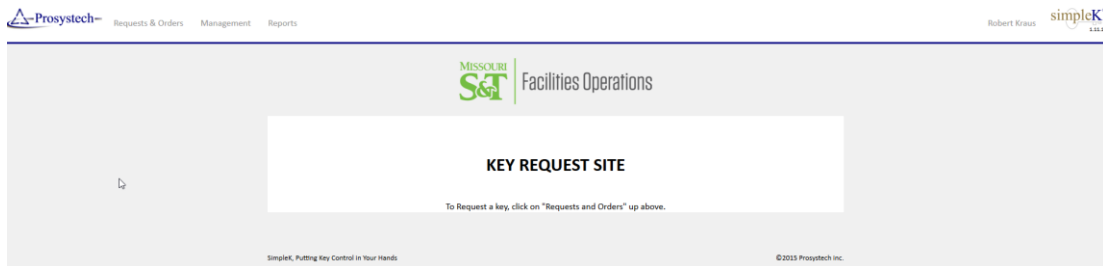 Prosystech Requests & Orders Management Reports Robert Kraus simpleK
MISSOURI
S&T Facilities Operations
KEY REQUEST SITE
To Request a key, click on "Requests and Orders" up above.
SimpleK, Putting Key Control in Your Hands ©2015 Prosystech inc.